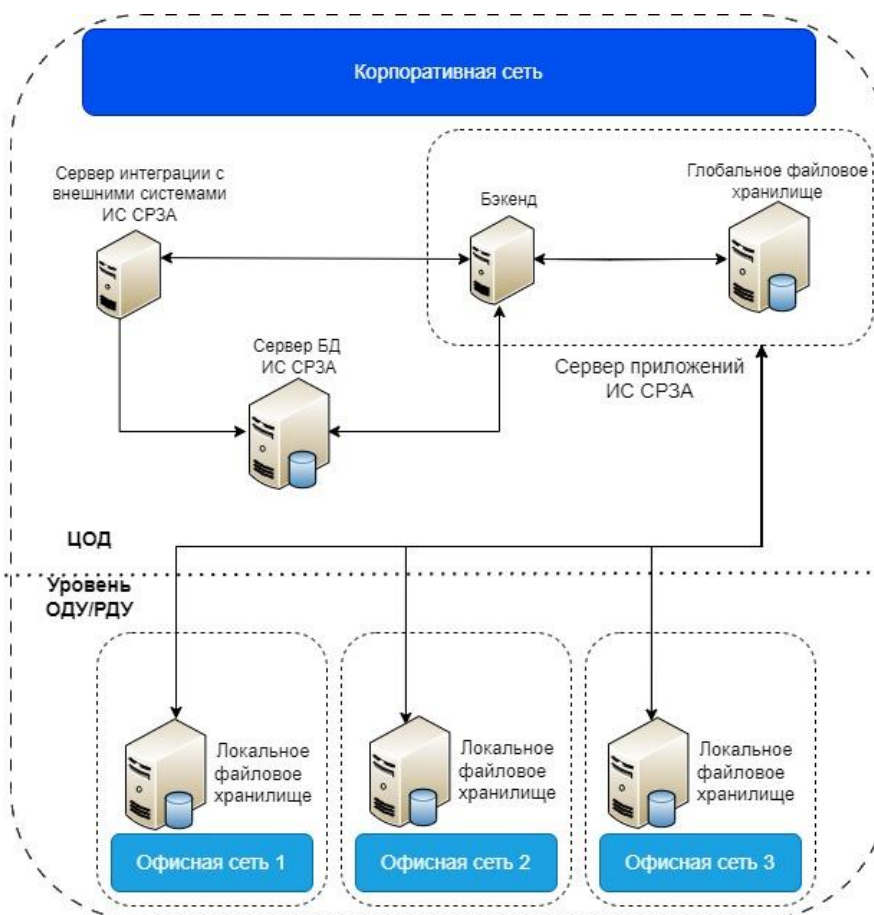 Корпоративная сеть
Сервер интеграции с
внешними системами
ИС СРЗА
Бэкенд
Глобальное файловое
хранилище
Сервер БД
ИС СРЗА
Сервер приложений
ИС СРЗА
ЦОД
Уровень
ОДУ/РДУ
Локальное
файловое
хранилище
Локальное
файловое
хранилище
Локальное
файловое
хранилище
Офисная сеть 1
Офисная сеть 2
Офисная сеть 3